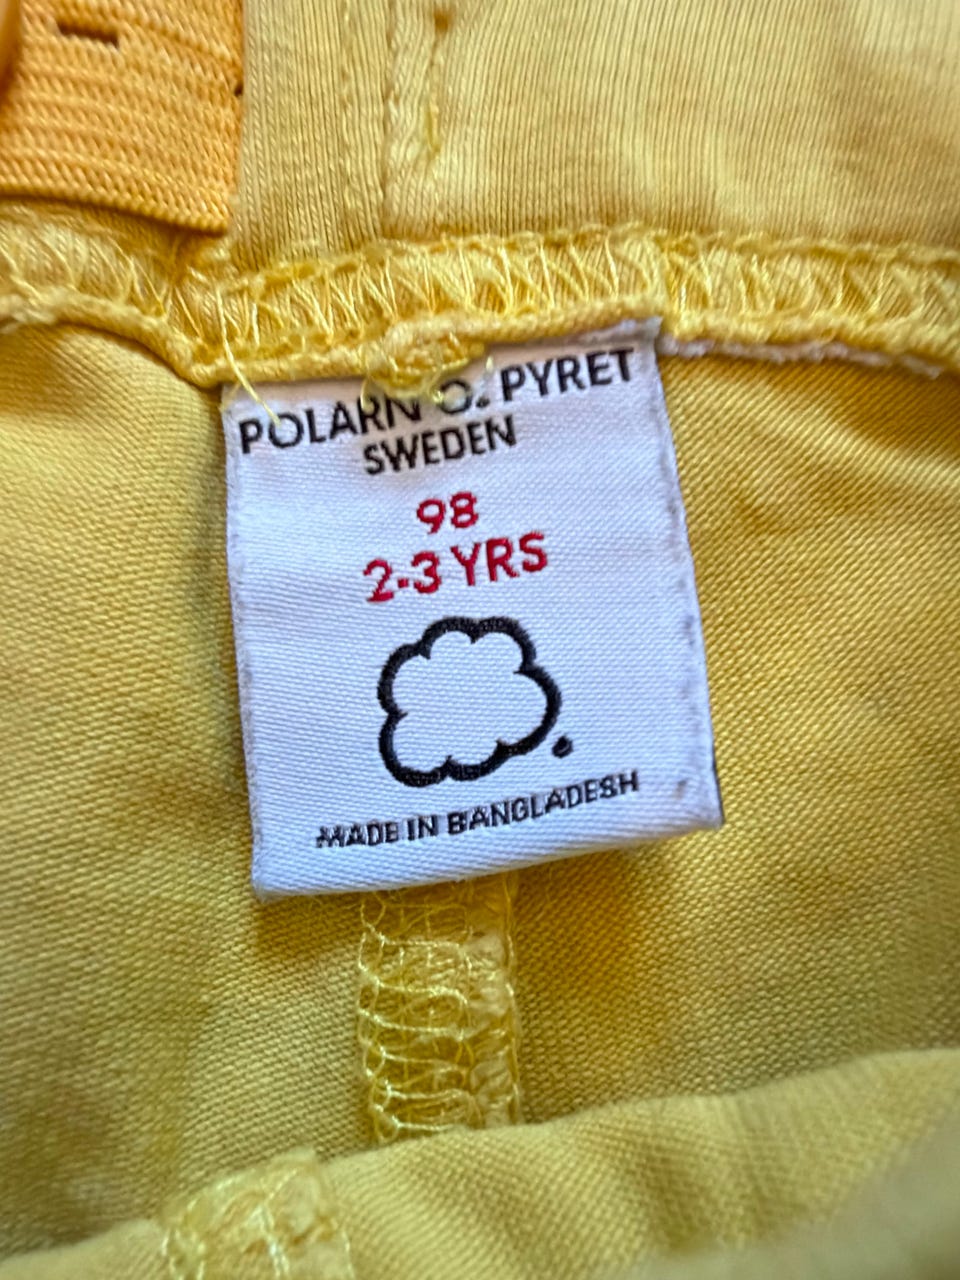 POLARN O. PYRET
SWEDEN
98
2-3 YRS
MADE IN BANGLADESH